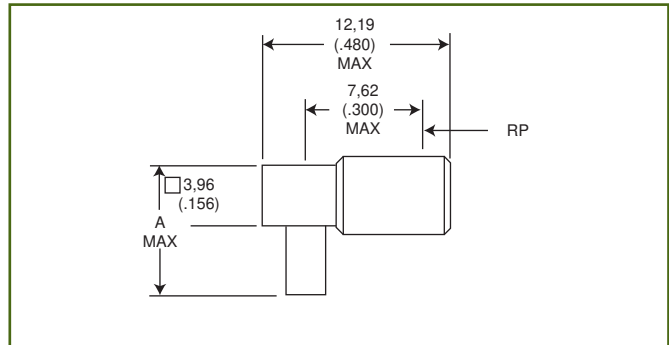 12,19
(.480)
MAX
7,62
(.300)
MAX
RP
□ 3,96
(.156)
A
MAX